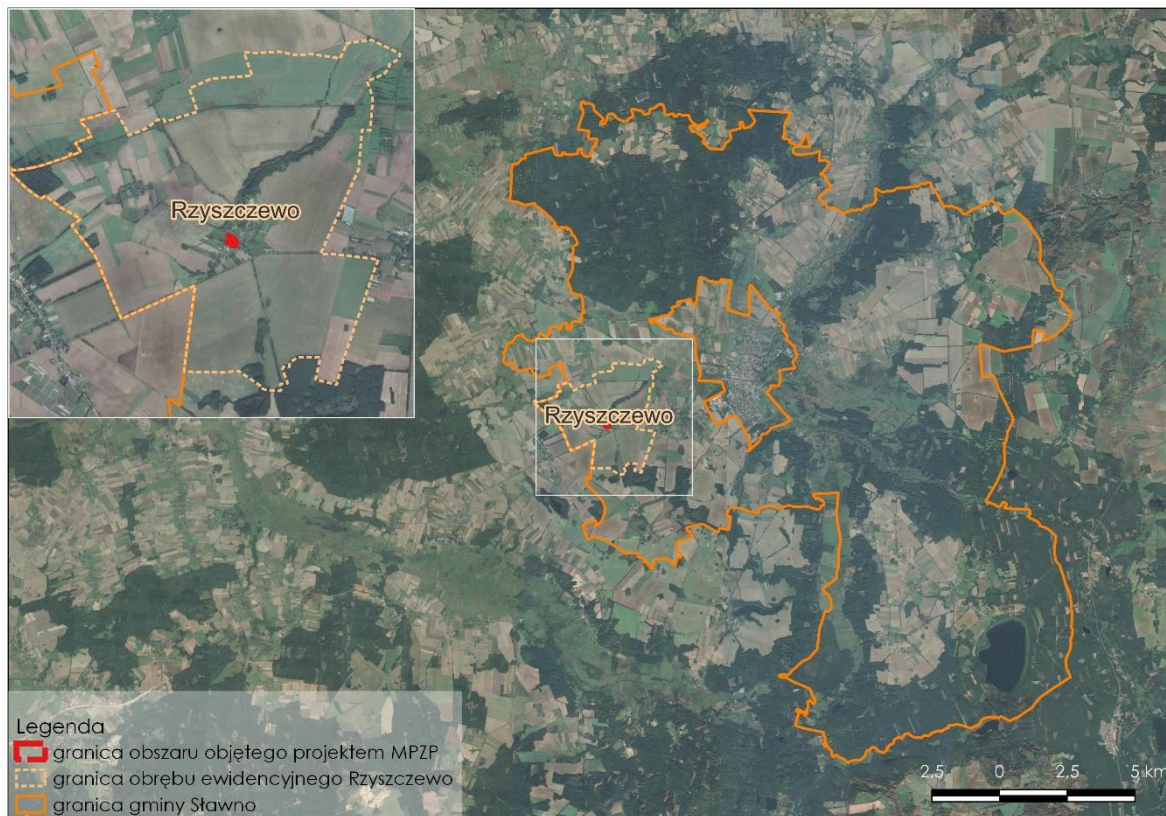 Rzyszczewo
Rzyszczewo
Legenda
granica obszaru objętego projektem MPZP
granica obrębu ewidencyjnego Rzyszczewo
granica gminy Sławno
2,5 0 2,5 5 km